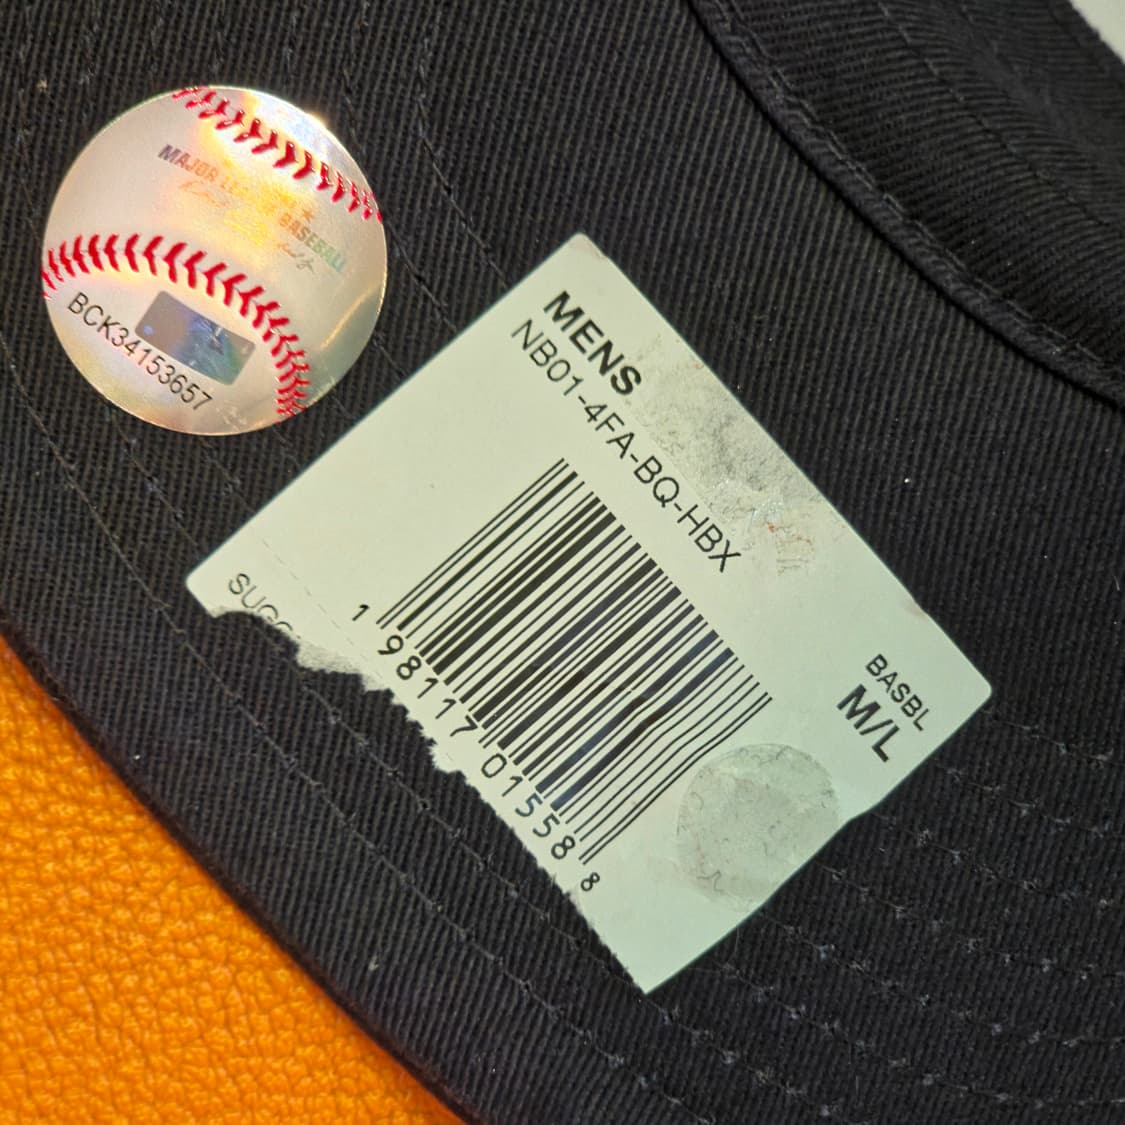 MAJOR LEAGUE BASEBALL
BCK34153657
MENS
NB01-4FA-BQ-HBX
1 98117 01558 8
BASBL
M/L